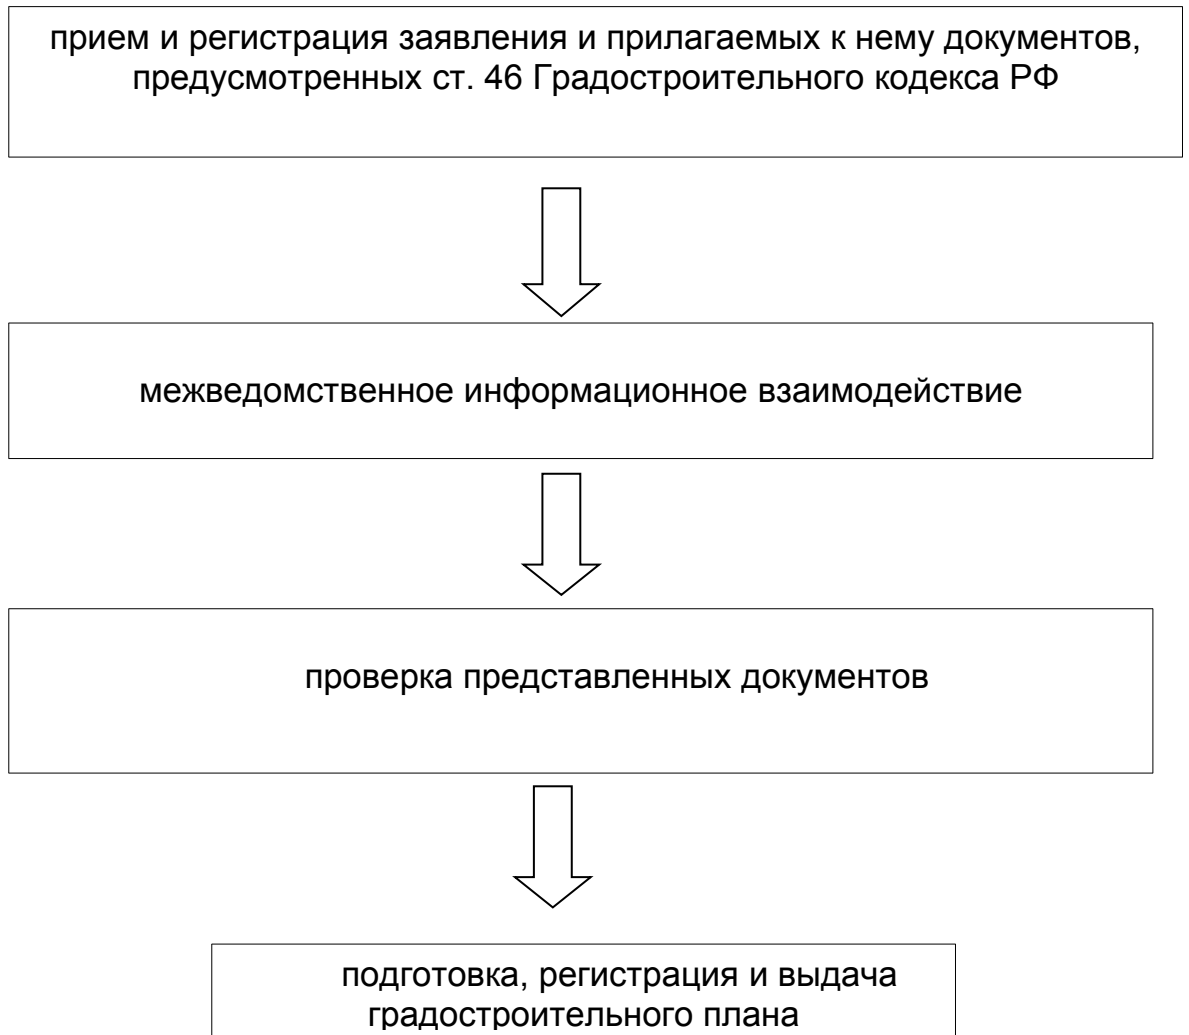 прием и регистрация заявления и прилагаемых к нему документов,
предусмотренных ст. 46 Градостроительного кодекса РФ
межведомственное информационное взаимодействие
проверка представленных документов
подготовка, регистрация и выдача
градостроительного плана